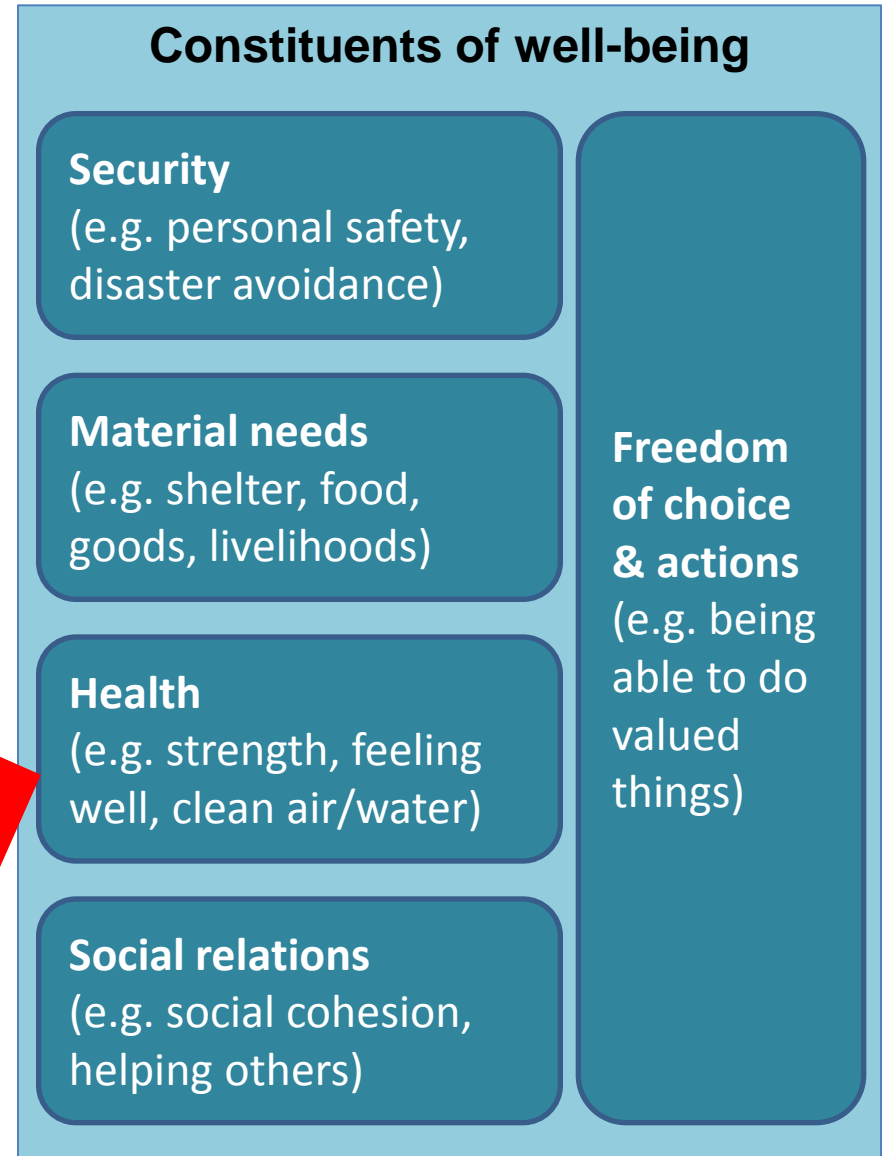 Constituents of well-being
Security
(e.g. personal safety,
disaster avoidance)
Material needs
(e.g. shelter, food,
goods, livelihoods)
Health
(e.g. strength, feeling
well, clean air/water)
Social relations
(e.g. social cohesion,
helping others)
Freedom
of choice
& actions
(e.g. being
able to do
valued
things)